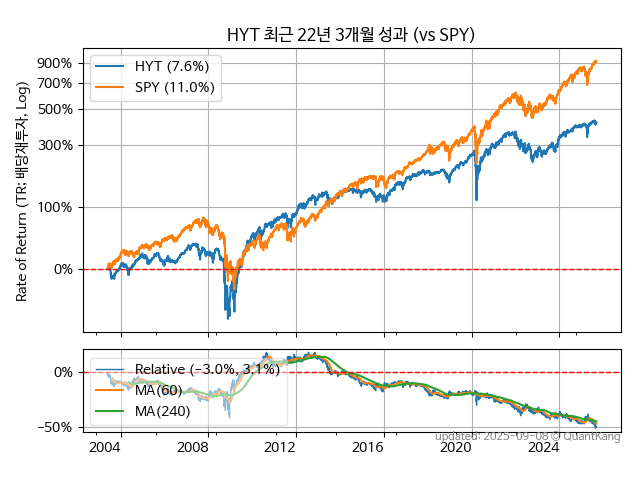 HYT 최근 22년 3개월 성과 (vs SPY)
Rate of Return (TR: 배당재투자, Log)
900%
700%
500%
300%
100%
0%
HYT (7.6%)
SPY (11.0%)
0%
−50%
Relative (−3.0%, 3.1%)
MA(60)
MA(240)
2004
2008
2012
2016
2020
2024
updated: 2025-09-08 © QuantKang